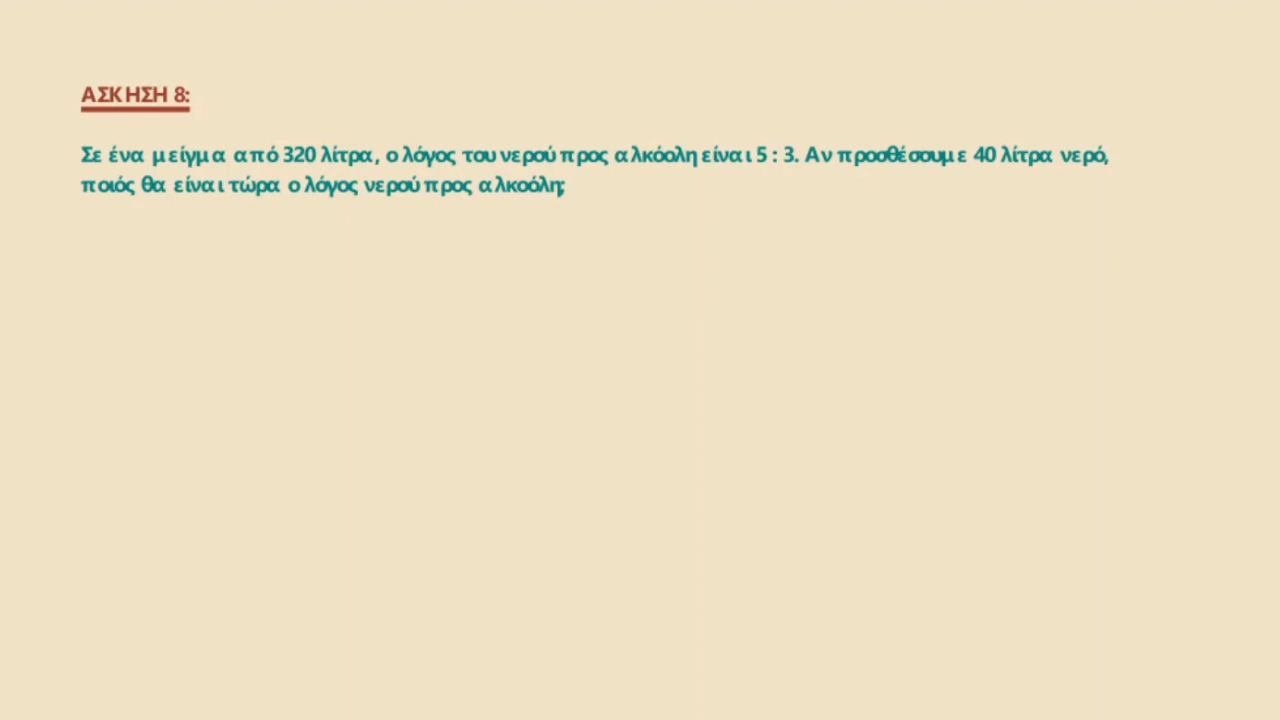 ΑΣΚΗΣΗ 8:
Σε ένα μείγμα από 320 λίτρα, ο λόγος του νερού προς αλκόολη είναι 5 : 3. Αν προσθέσουμε 40 λίτρα νερό,
ποιός θα είναι τώρα ο λόγος νερού προς αλκοόλη;